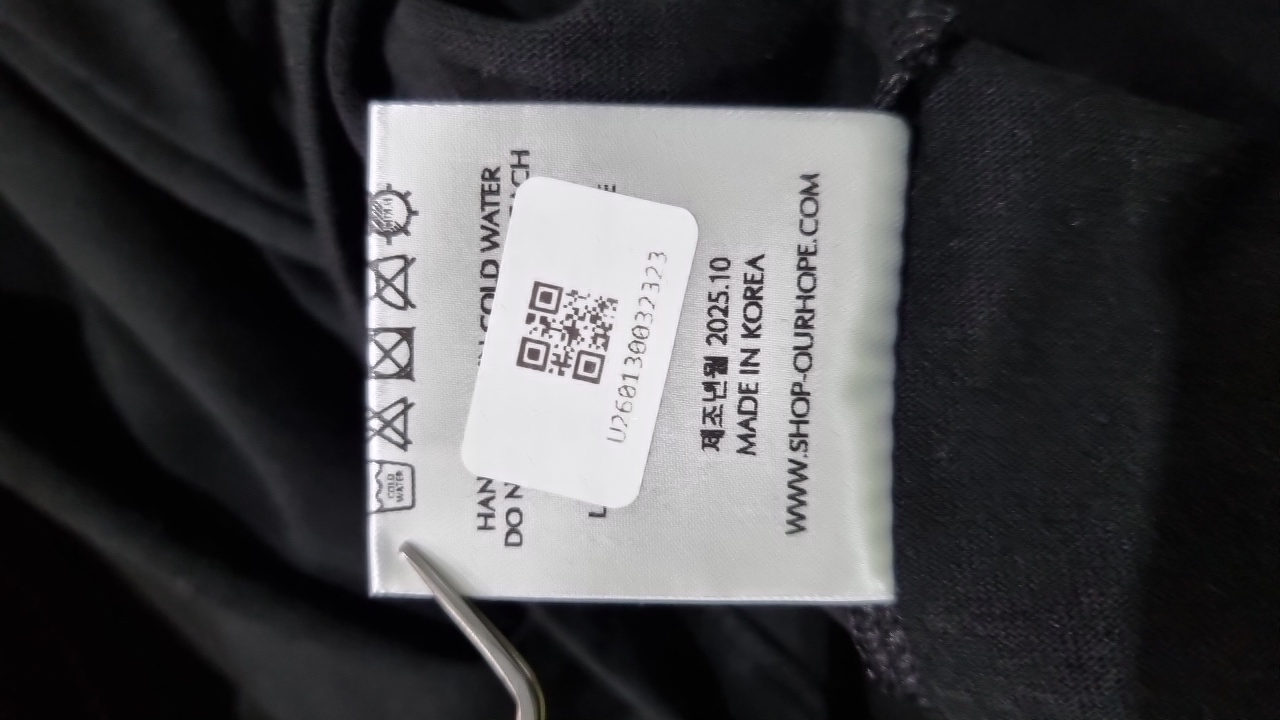 COLD WATER
HAN COLD WATER
DO N ACH
U260130032323
제조년월 2025.10
MADE IN KOREA
WWW.SHOP-OURHOPE.COM